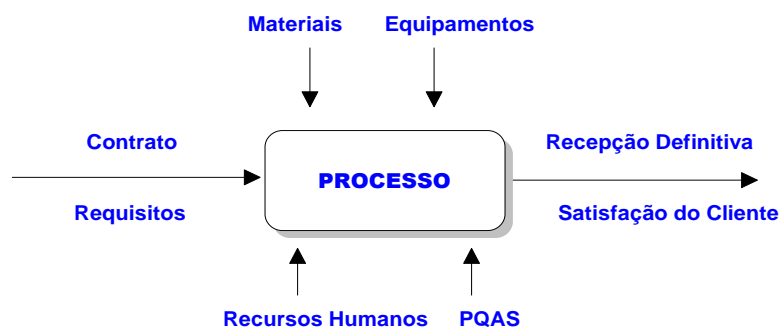 Materiais
Equipamentos
Contrato
Recepção Definitiva
PROCESSO
Requisitos
Satisfação do Cliente
Recursos Humanos
PQAS